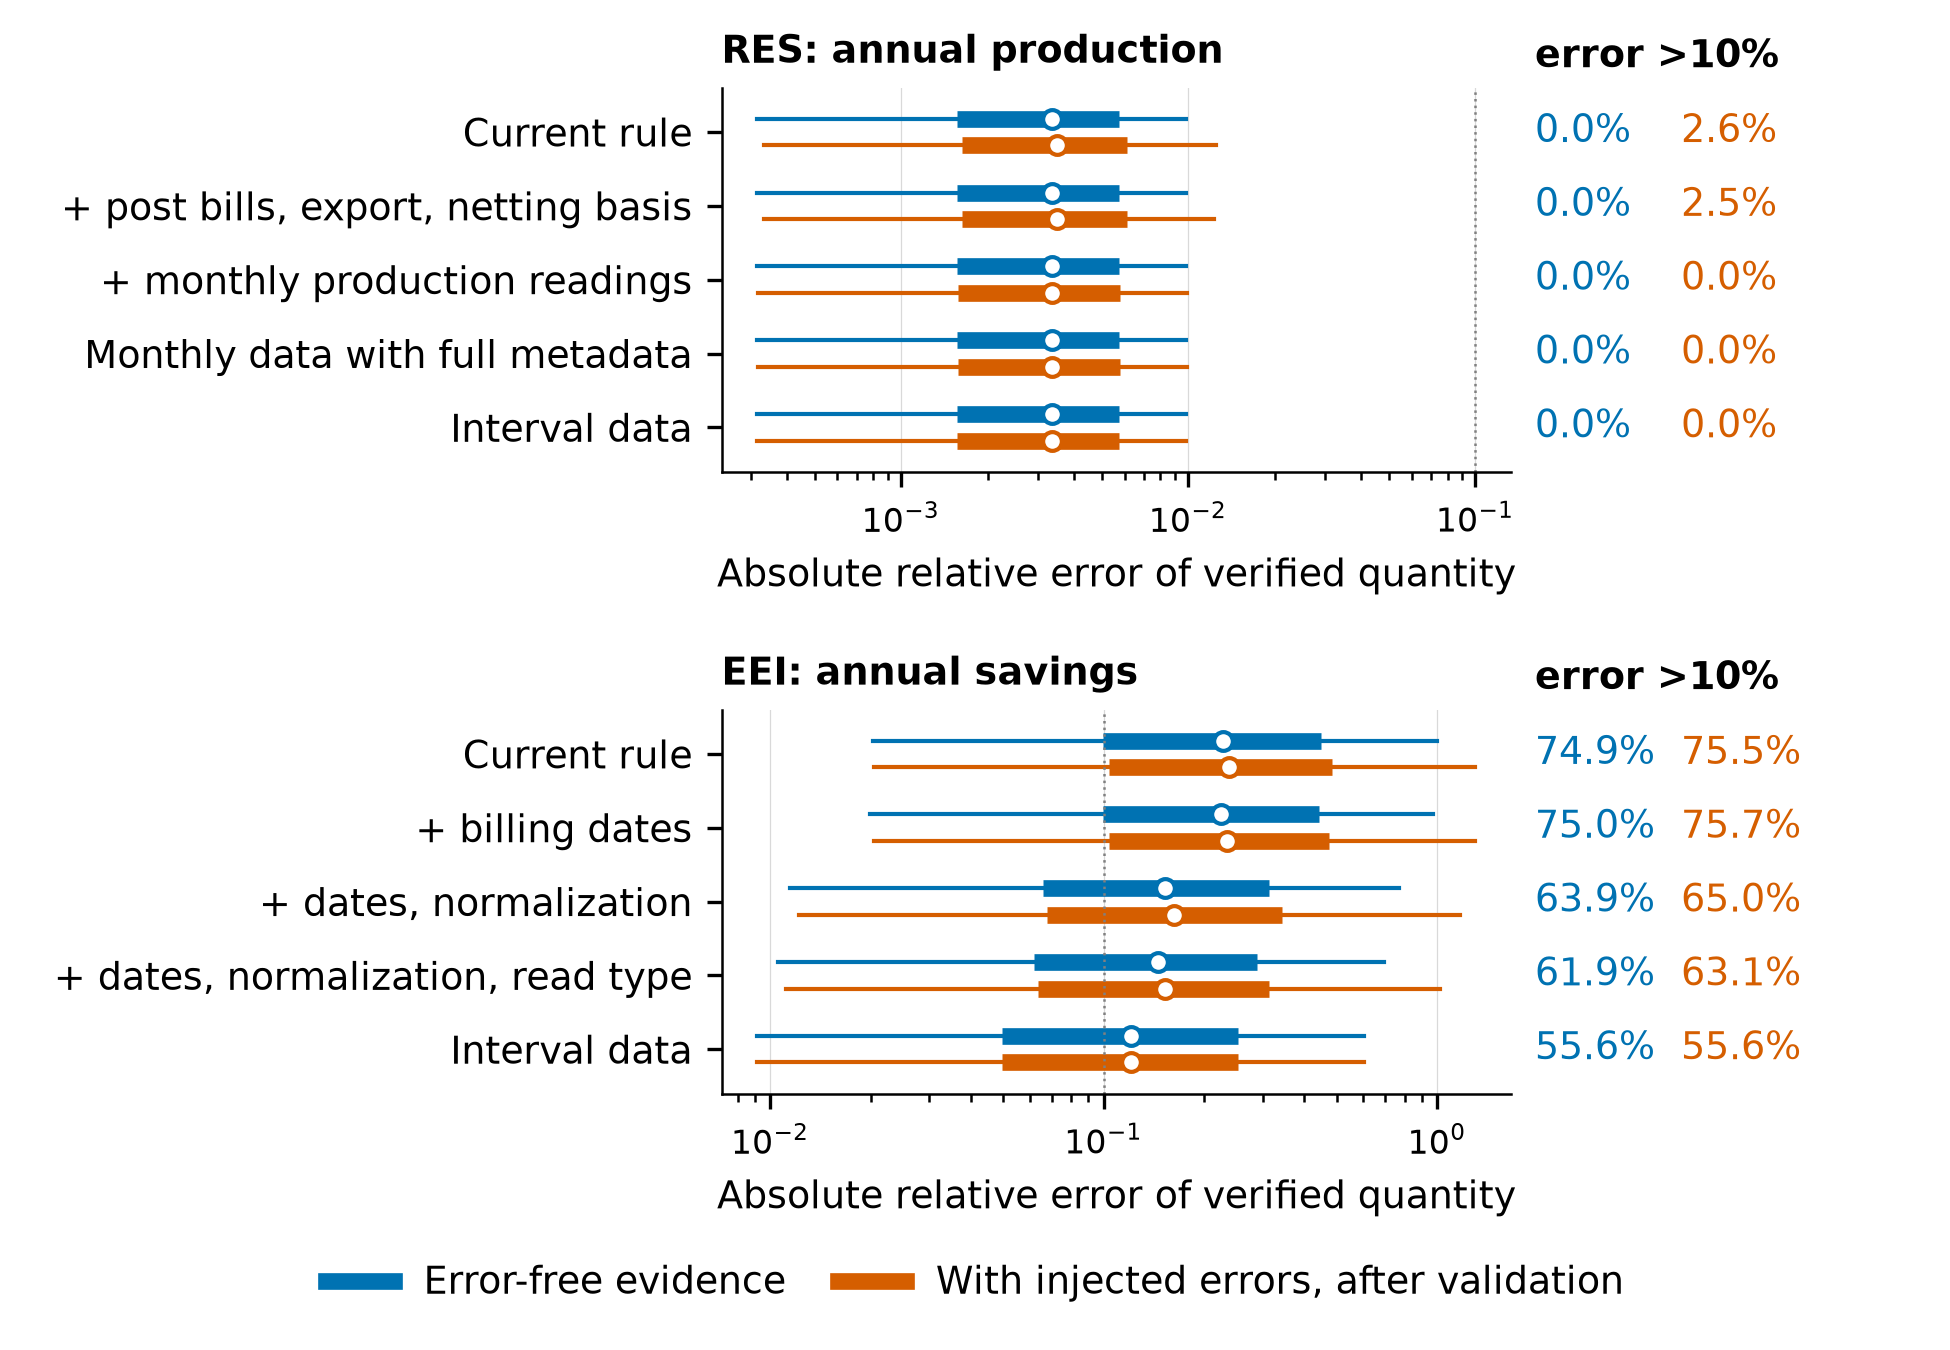 RES: annual production error >10%
Current rule 0.0% 2.6%
+ post bills, export, netting basis 0.0% 2.5%
+ monthly production readings 0.0% 0.0%
Monthly data with full metadata 0.0% 0.0%
Interval data 0.0% 0.0%
10⁻³ 10⁻² 10⁻¹
Absolute relative error of verified quantity
EEI: annual savings error >10%
Current rule 74.9% 75.5%
+ billing dates 75.0% 75.7%
+ dates, normalization 63.9% 65.0%
+ dates, normalization, read type 61.9% 63.1%
Interval data 55.6% 55.6%
10⁻² 10⁻¹ 10⁰
Absolute relative error of verified quantity
Error-free evidence With injected errors, after validation